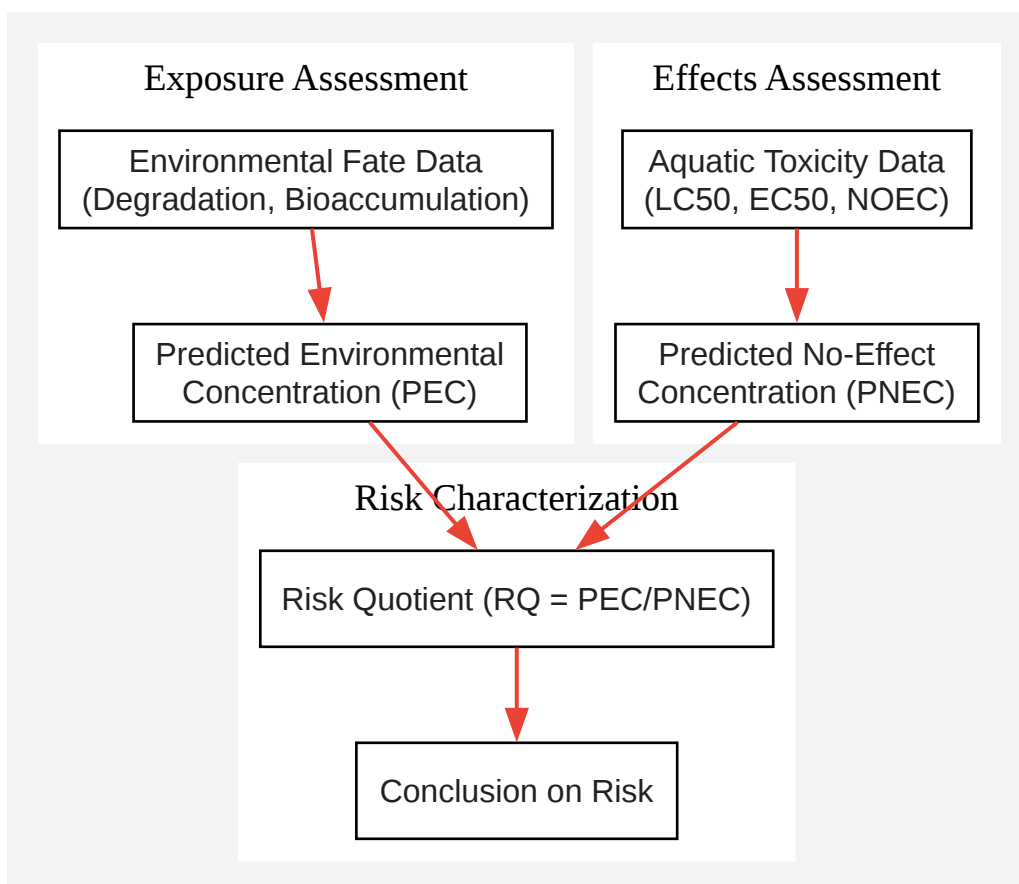 Exposure Assessment
Environmental Fate Data
(Degradation, Bioaccumulation)
Predicted Environmental
Concentration (PEC)
Effects Assessment
Aquatic Toxicity Data
(LC50, EC50, NOEC)
Predicted No-Effect
Concentration (PNEC)
Risk Characterization
Risk Quotient (RQ = PEC/PNEC)
Conclusion on Risk